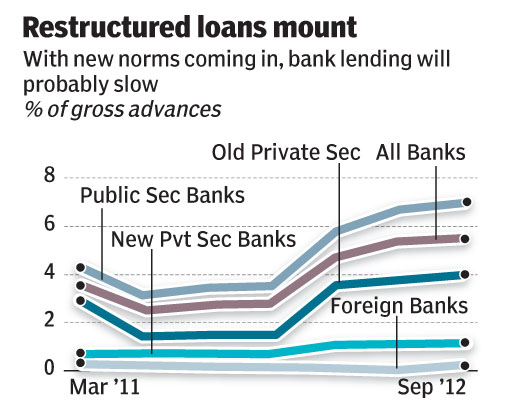 Restructured loans mount
With new norms coming in, bank lending will
probably slow
% of gross advances
Old Private Sec All Banks
8
Public Sec Banks
6
New Pvt Sec Banks
4
Foreign Banks
2
0
Mar ’11 Sep ’12